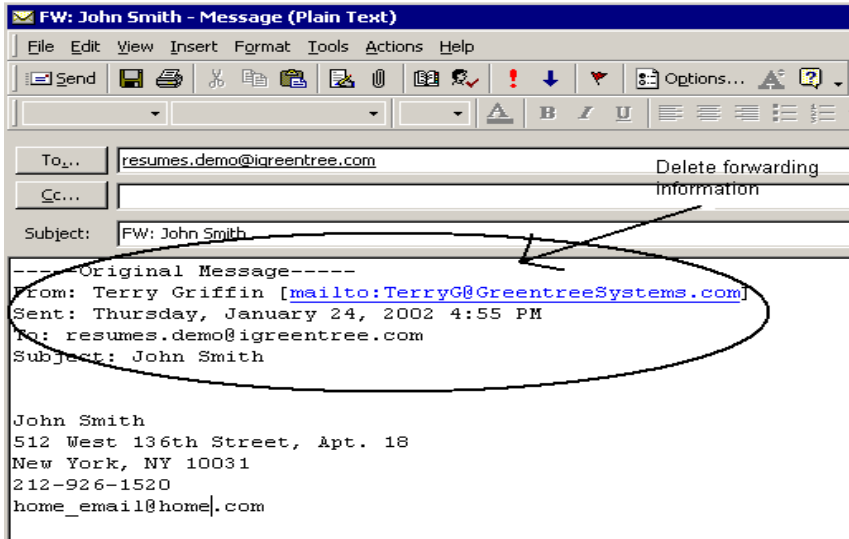 FW: John Smith - Message (Plain Text)
File Edit View Insert Format Tools Actions Help
Send Options...
A B I U
To... resumes.demo@igreentree.com
Cc...
Delete forwarding
information
Subject: FW: John Smith
-----Original Message-----
From: Terry Griffin [mailto:TerryG@GreentreeSystems.com]
Sent: Thursday, January 24, 2002 4:55 PM
To: resumes.demo@igreentree.com
Subject: John Smith
John Smith
512 West 136th Street, Apt. 18
New York, NY 10031
212-926-1520
home_email@home.com